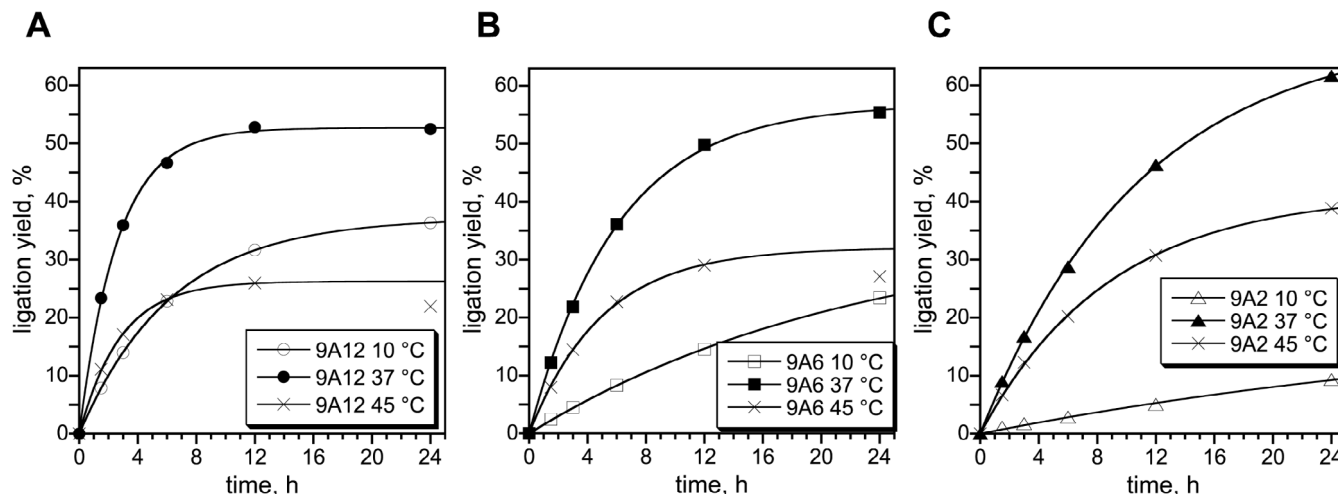 A
ligation yield, %
60
50
40
30
20
10
0
0 4 8 12 16 20 24
time, h
9A12 10 °C
9A12 37 °C
9A12 45 °C
B
ligation yield, %
60
50
40
30
20
10
0
0 4 8 12 16 20 24
time, h
9A6 10 °C
9A6 37 °C
9A6 45 °C
C
ligation yield, %
60
50
40
30
20
10
0
0 4 8 12 16 20 24
time, h
9A2 10 °C
9A2 37 °C
9A2 45 °C